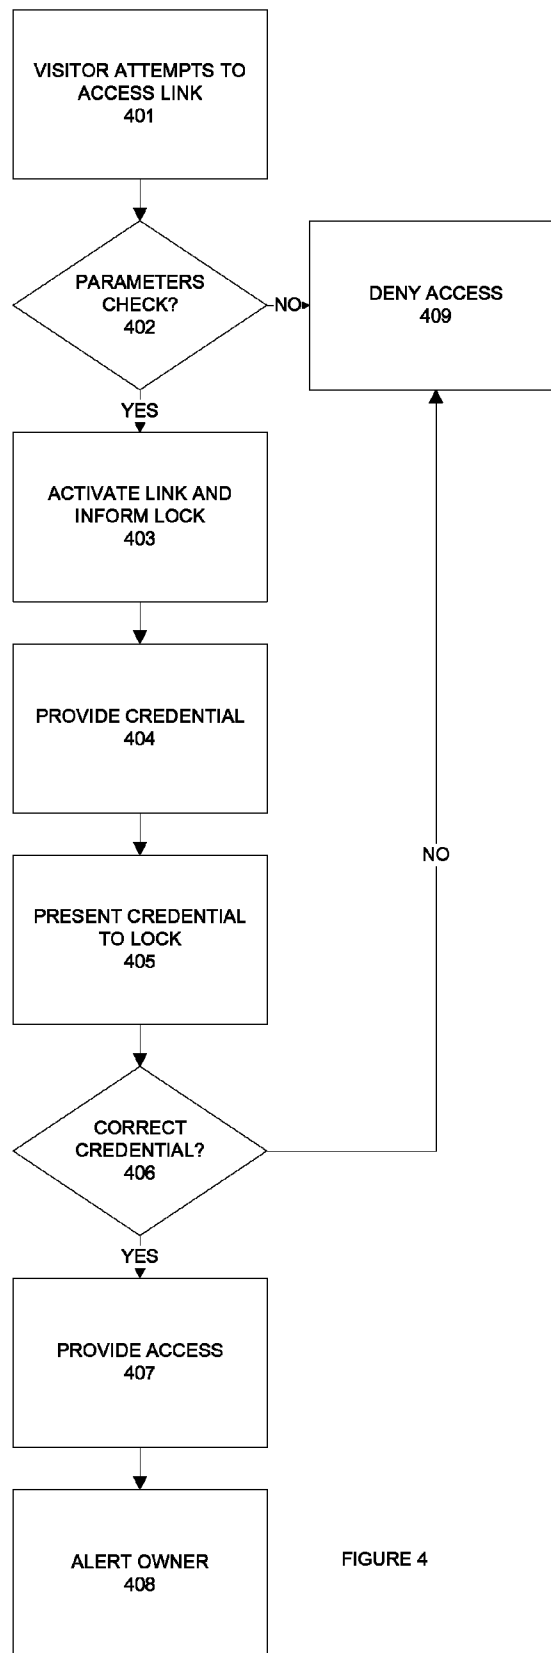 VISITOR ATTEMPTS TO
ACCESS LINK
401
PARAMETERS
CHECK?
402
NO
DENY ACCESS
409
YES
ACTIVATE LINK AND
INFORM LOCK
403
PROVIDE CREDENTIAL
404
PRESENT CREDENTIAL
TO LOCK
405
NO
CORRECT
CREDENTIAL?
406
YES
PROVIDE ACCESS
407
ALERT OWNER
408
FIGURE 4